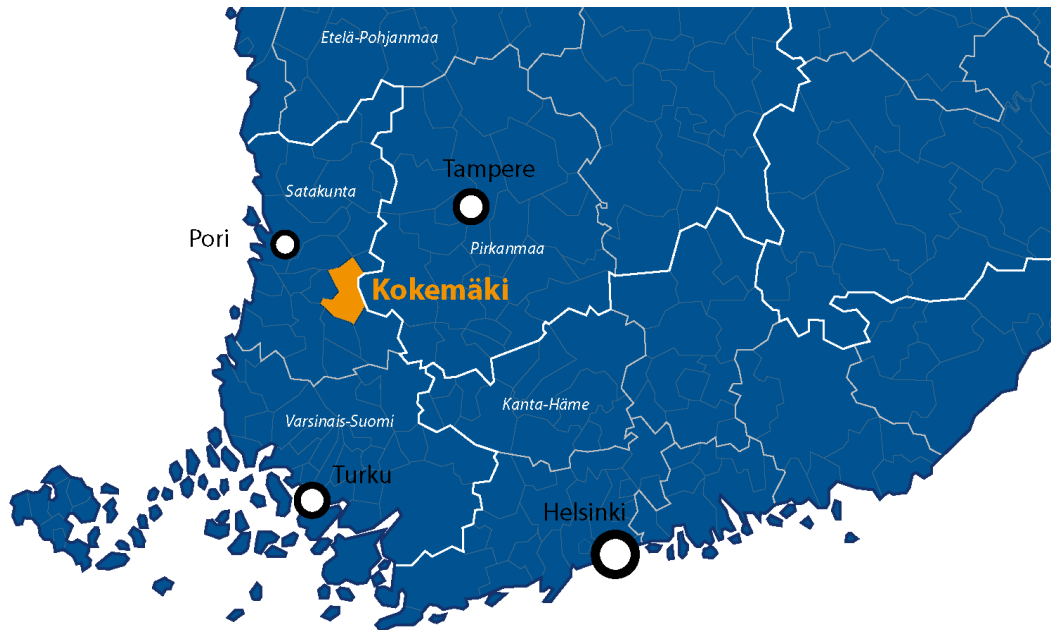 Etelä-Pohjanmaa
Tampere
Satakunta
Pori
Pirkanmaa
Kokemäki
Kanta-Häme
Varsinais-Suomi
Turku
Helsinki